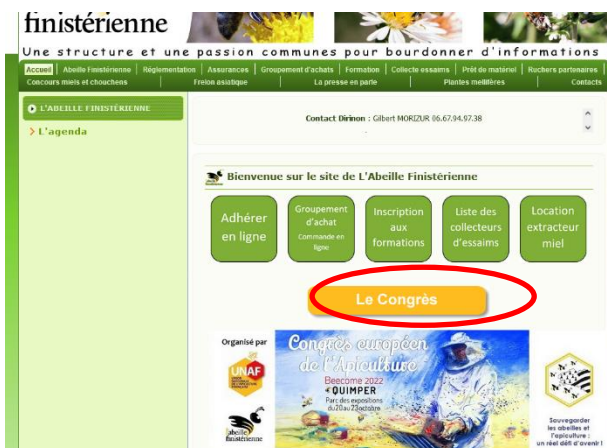 finistérienne
Une structure et une passion communes pour bourdonner d'informations
Accueil | Abeille Finistérienne | Réglementation | Assurances | Groupement d'achats | Formation | Collecte essaims | Prêt de matériel | Ruchers partenaires |
Concours miels et chouchens | Frelon asiatique | La presse en parle | Plantes mellifères | Contacts
L'ABEILLE FINISTÉRIENNE
> L'agenda
Contact Dirinon : Gilbert MORIZUR 06.67.94.97.38
Bienvenue sur le site de L'Abeille Finistérienne
Adhérer
en ligne
Groupement
d'achat
Commande en
ligne
Inscription
aux
formations
Liste des
collecteurs
d'essaims
Location
extracteur
miel
Le Congrès
Organisé par
UNAF
abeille
finistérienne
Congrès européen
de l'Apiculture
Beecome 2022
QUIMPER
Parc des expositions
du 20 au 23 octobre
Sauvegarder
les abeilles et
l'apiculture :
un réel défi d'avenir !